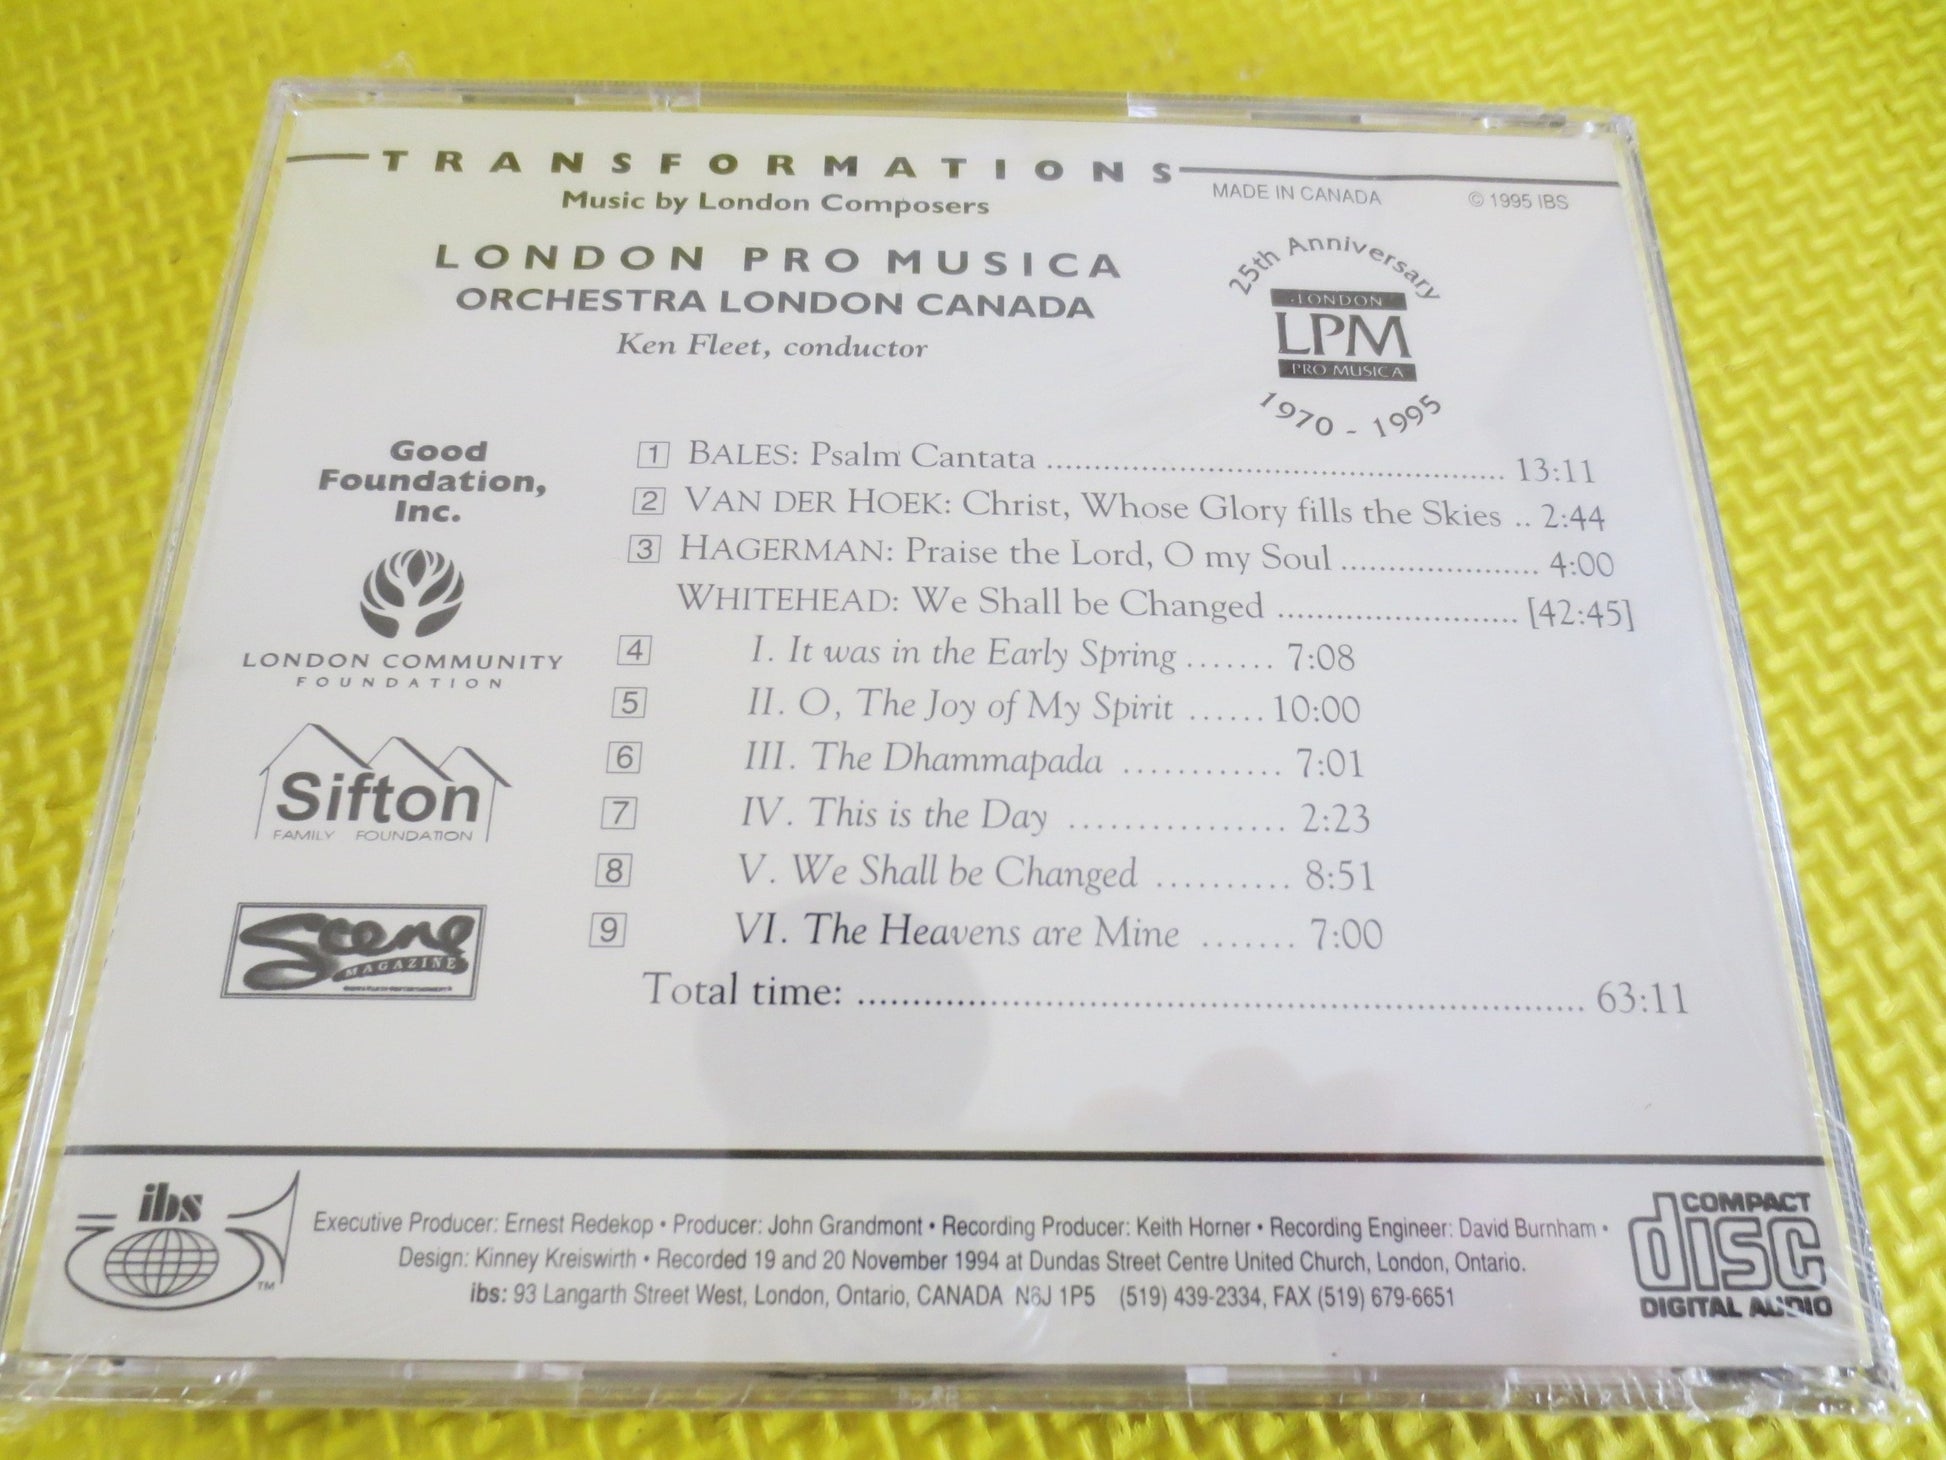 TRANSFORMATIONS
Music by London Composers
MADE IN CANADA
© 1995 IBS
LONDON PRO MUSICA
ORCHESTRA LONDON CANADA
Ken Fleet, conductor
25th Anniversary
LONDON
LPM
PRO MUSICA
1970 - 1995
Good
Foundation,
Inc.
LONDON COMMUNITY
FOUNDATION
Sifton
FAMILY FOUNDATION
Scene
MAGAZINE
1 BALES: Psalm Cantata ........ 13:11
2 VAN DER HOEK: Christ, Whose Glory fills the Skies .. 2:44
3 HAGERMAN: Praise the Lord, O my Soul ........ 4:00
WHITEHEAD: We Shall be Changed ........ [42:45]
4 I. It was in the Early Spring ....... 7:08
5 II. O, The Joy of My Spirit ...... 10:00
6 III. The Dhammapada ............ 7:01
7 IV. This is the Day ................ 2:23
8 V. We Shall be Changed ........... 8:51
9 VI. The Heavens are Mine ....... 7:00
Total time: ........ 63:11
ibs
TM
Executive Producer: Ernest Redekop • Producer: John Grandmont • Recording Producer: Keith Horner • Recording Engineer: David Burnham •
Design: Kinney Kreiswirth • Recorded 19 and 20 November 1994 at Dundas Street Centre United Church, London, Ontario.
ibs: 93 Langarth Street West, London, Ontario, CANADA N6J 1P5 (519) 439-2334, FAX (519) 679-6651
COMPACT
disc
DIGITAL AUDIO